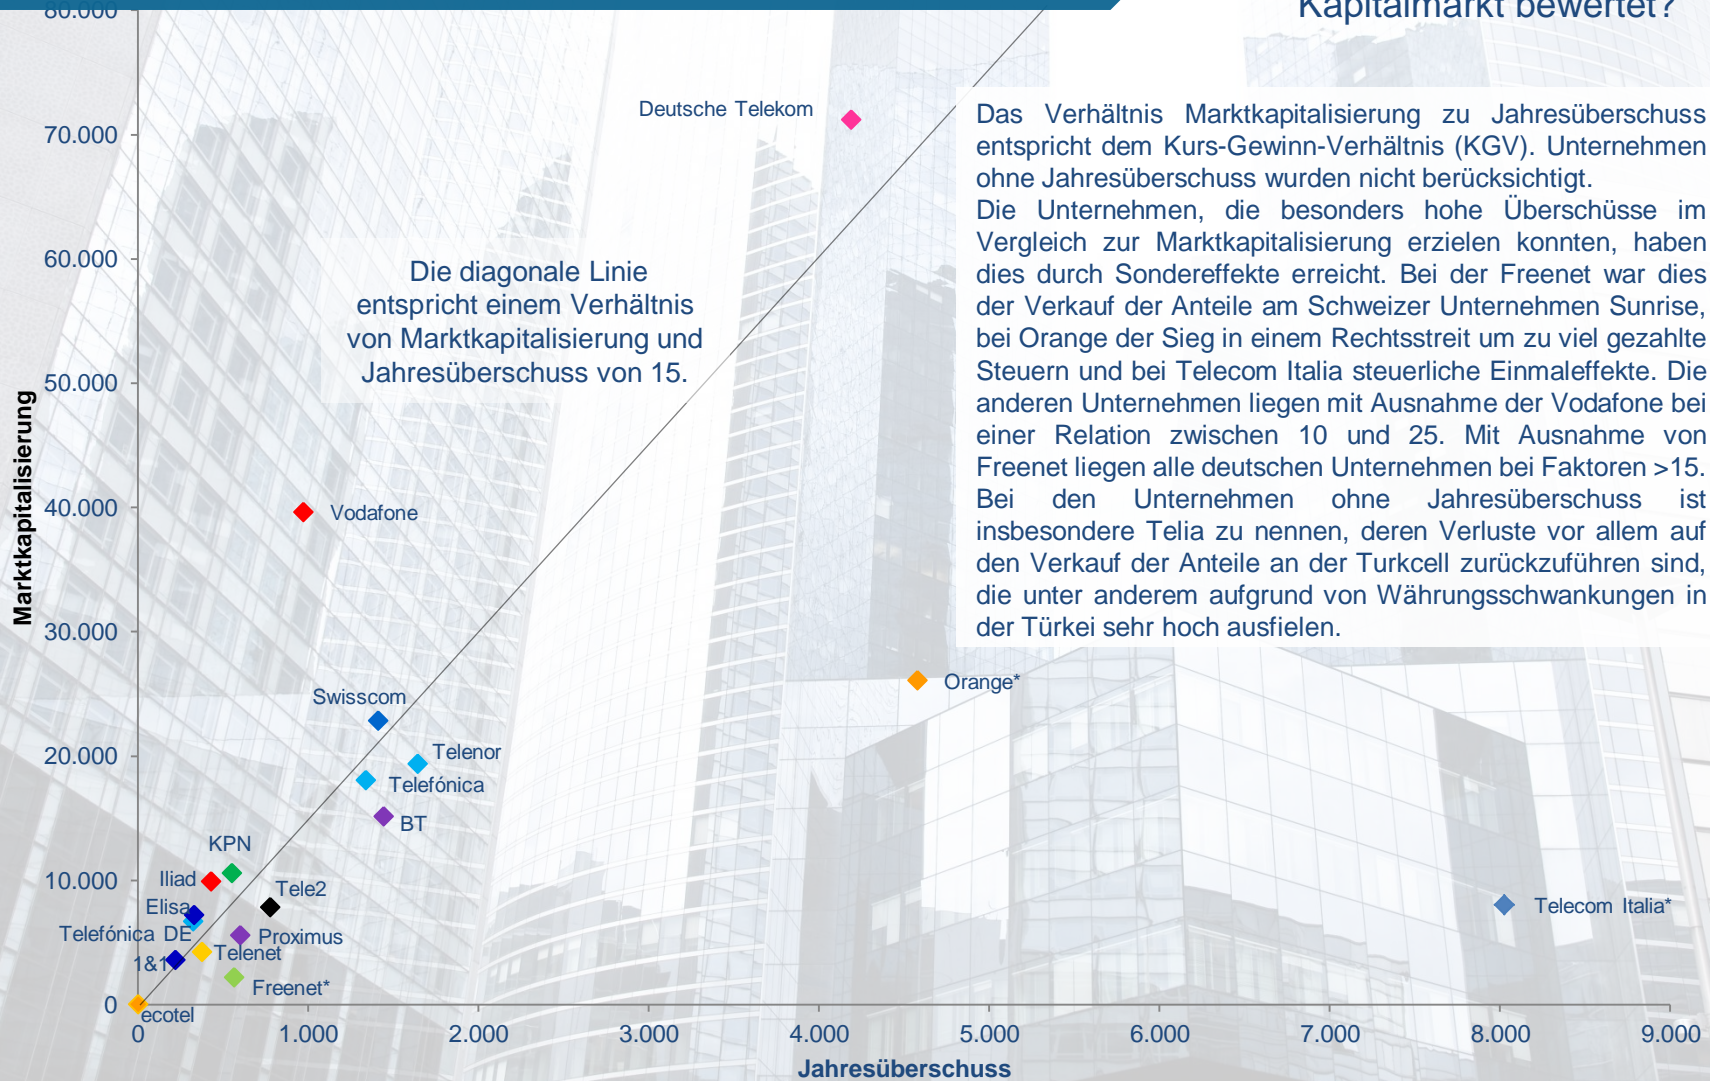 Kapitalmarkt bewertet?
80.000
70.000
60.000
50.000
40.000
30.000
20.000
10.000
0
Marktkapitalisierung
Deutsche Telekom
Die diagonale Linie
entspricht einem Verhältnis
von Marktkapitalisierung und
Jahresüberschuss von 15.
Das Verhältnis Marktkapitalisierung zu Jahresüberschuss
entspricht dem Kurs-Gewinn-Verhältnis (KGV). Unternehmen
ohne Jahresüberschuss wurden nicht berücksichtigt.
Die Unternehmen, die besonders hohe Überschüsse im
Vergleich zur Marktkapitalisierung erzielen konnten, haben
dies durch Sondereffekte erreicht. Bei der Freenet war dies
der Verkauf der Anteile am Schweizer Unternehmen Sunrise,
bei Orange der Sieg in einem Rechtsstreit um zu viel gezahlte
Steuern und bei Telecom Italia steuerliche Einmaleffekte. Die
anderen Unternehmen liegen mit Ausnahme der Vodafone bei
einer Relation zwischen 10 und 25. Mit Ausnahme von
Freenet liegen alle deutschen Unternehmen bei Faktoren >15.
Bei den Unternehmen ohne Jahresüberschuss ist
insbesondere Telia zu nennen, deren Verluste vor allem auf
den Verkauf der Anteile an der Turkcell zurückzuführen sind,
die unter anderem aufgrund von Währungsschwankungen in
der Türkei sehr hoch ausfielen.
Vodafone
Orange*
Swisscom
Telenor
Telefónica
BT
KPN
Iliad
Tele2
Elisa
Telecom Italia*
Telefónica DE
Proximus
Telenet
1&1
Freenet*
ecotel
0
1.000
2.000
3.000
4.000
5.000
6.000
7.000
8.000
9.000
Jahresüberschuss